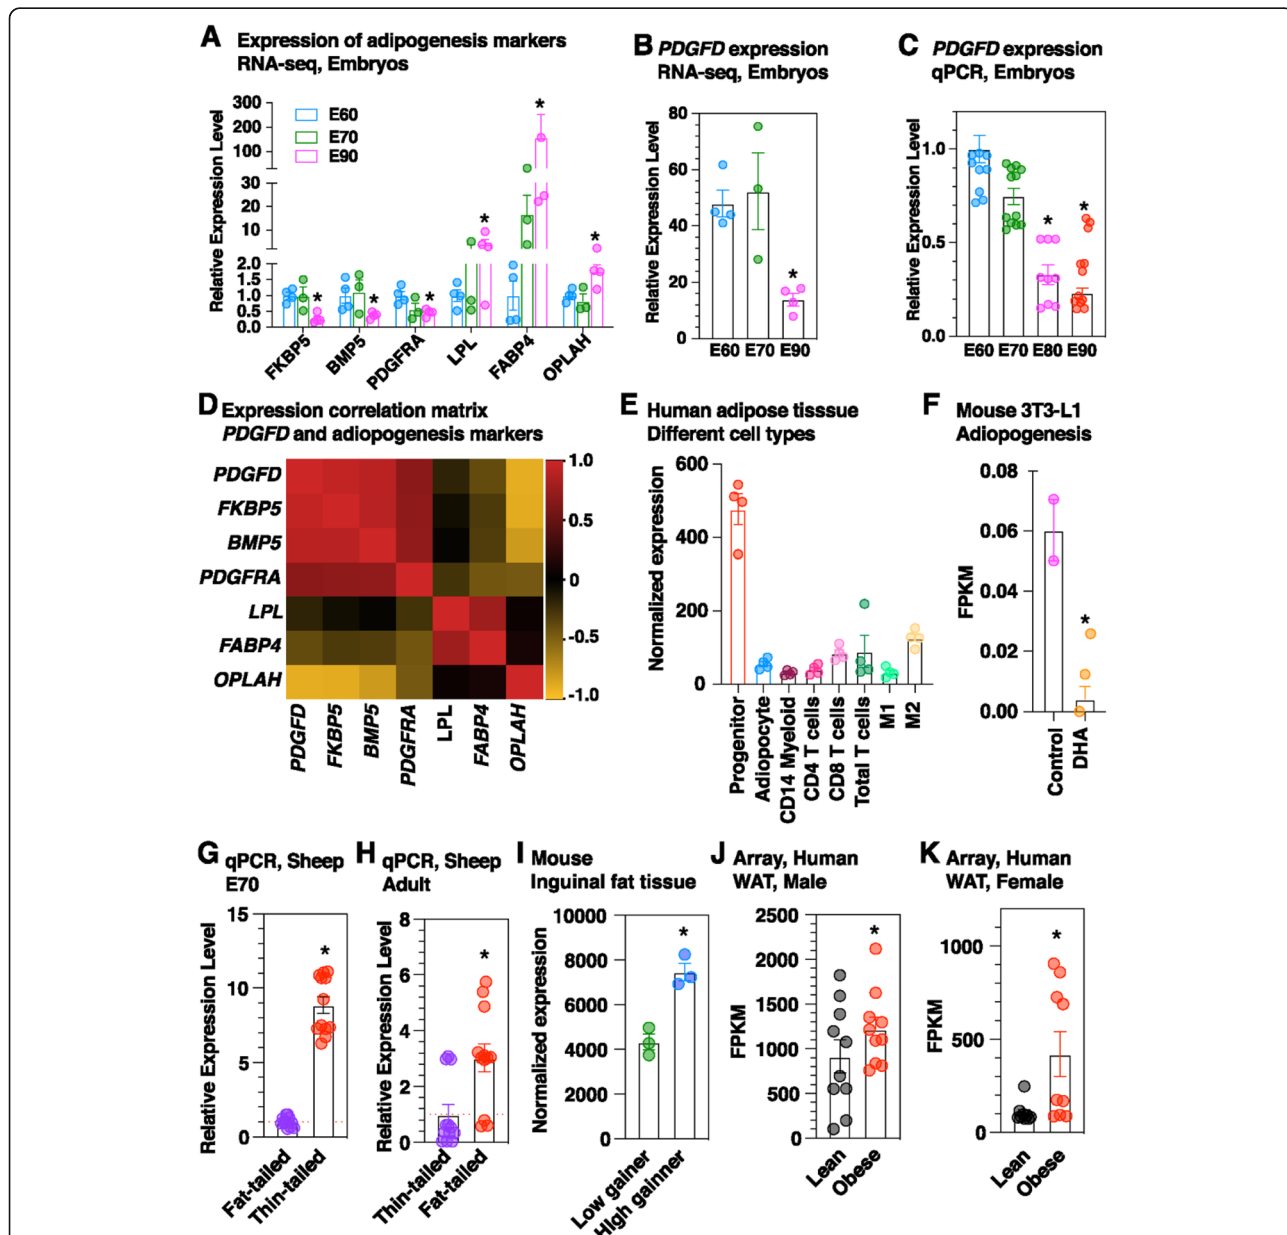 A Expression of adipogenesis markers
RNA-seq, Embryos
Relative Expression Level
300
200
100
30
20
10
2.0
1.5
1.0
0.5
0.0
E60
E70
E90
* * * * * *
FKBP5 BMP5 PDGFRA LPL FABP4 OPLAH
B PDGFD expression
RNA-seq, Embryos
Relative Expression Level
80
60
40
20
0
*
E60 E70 E90
C PDGFD expression
qPCR, Embryos
Relative Expression Level
1.0
0.5
0.0
* *
E60 E70 E80 E90
D Expression correlation matrix
PDGFD and adiopogenesis markers
PDGFD
FKBP5
BMP5
PDGFRA
LPL
FABP4
OPLAH
PDGFD FKBP5 BMP5 PDGFRA LPL FABP4 OPLAH
1.0
0.5
0
-0.5
-1.0
E Human adipose tisssue
Different cell types
Normalized expression
600
400
200
0
Progenitor
Adiopocyte
CD14 Myeloid
CD4 T cells
CD8 T cells
Total T cells
M1
M2
F Mouse 3T3-L1
Adiopogenesis
FPKM
0.08
0.06
0.04
0.02
0.00
*
Control
DHA
G qPCR, Sheep
E70
Relative Expression Level
15
10
5
0
*
Fat-tailed
Thin-tailed
H qPCR, Sheep
Adult
Relative Expression Level
8
6
4
2
0
*
Thin-tailed
Fat-tailed
I Mouse
Inguinal fat tissue
Normalized expression
10000
8000
6000
4000
2000
0
*
Low gainer
HIgh gainner
J Array, Human
WAT, Male
FPKM
2500
2000
1500
1000
500
0
*
Lean
Obese
K Array, Human
WAT, Female
FPKM
1000
500
0
*
Lean
Obese